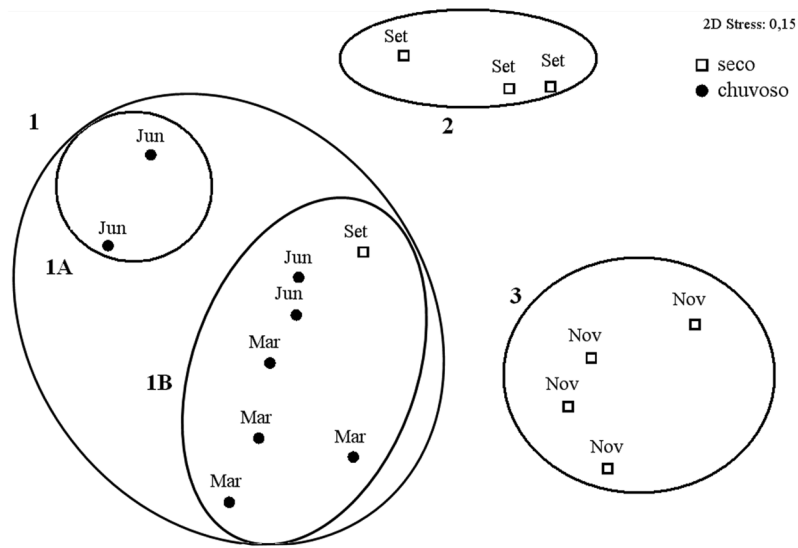 2D Stress: 0,15
seco
chuvoso
Set
Set
Set
2
1
Jun
Jun
1A
Set
Jun
Jun
Mar
1B
Mar
Mar
Mar
3
Nov
Nov
Nov
Nov